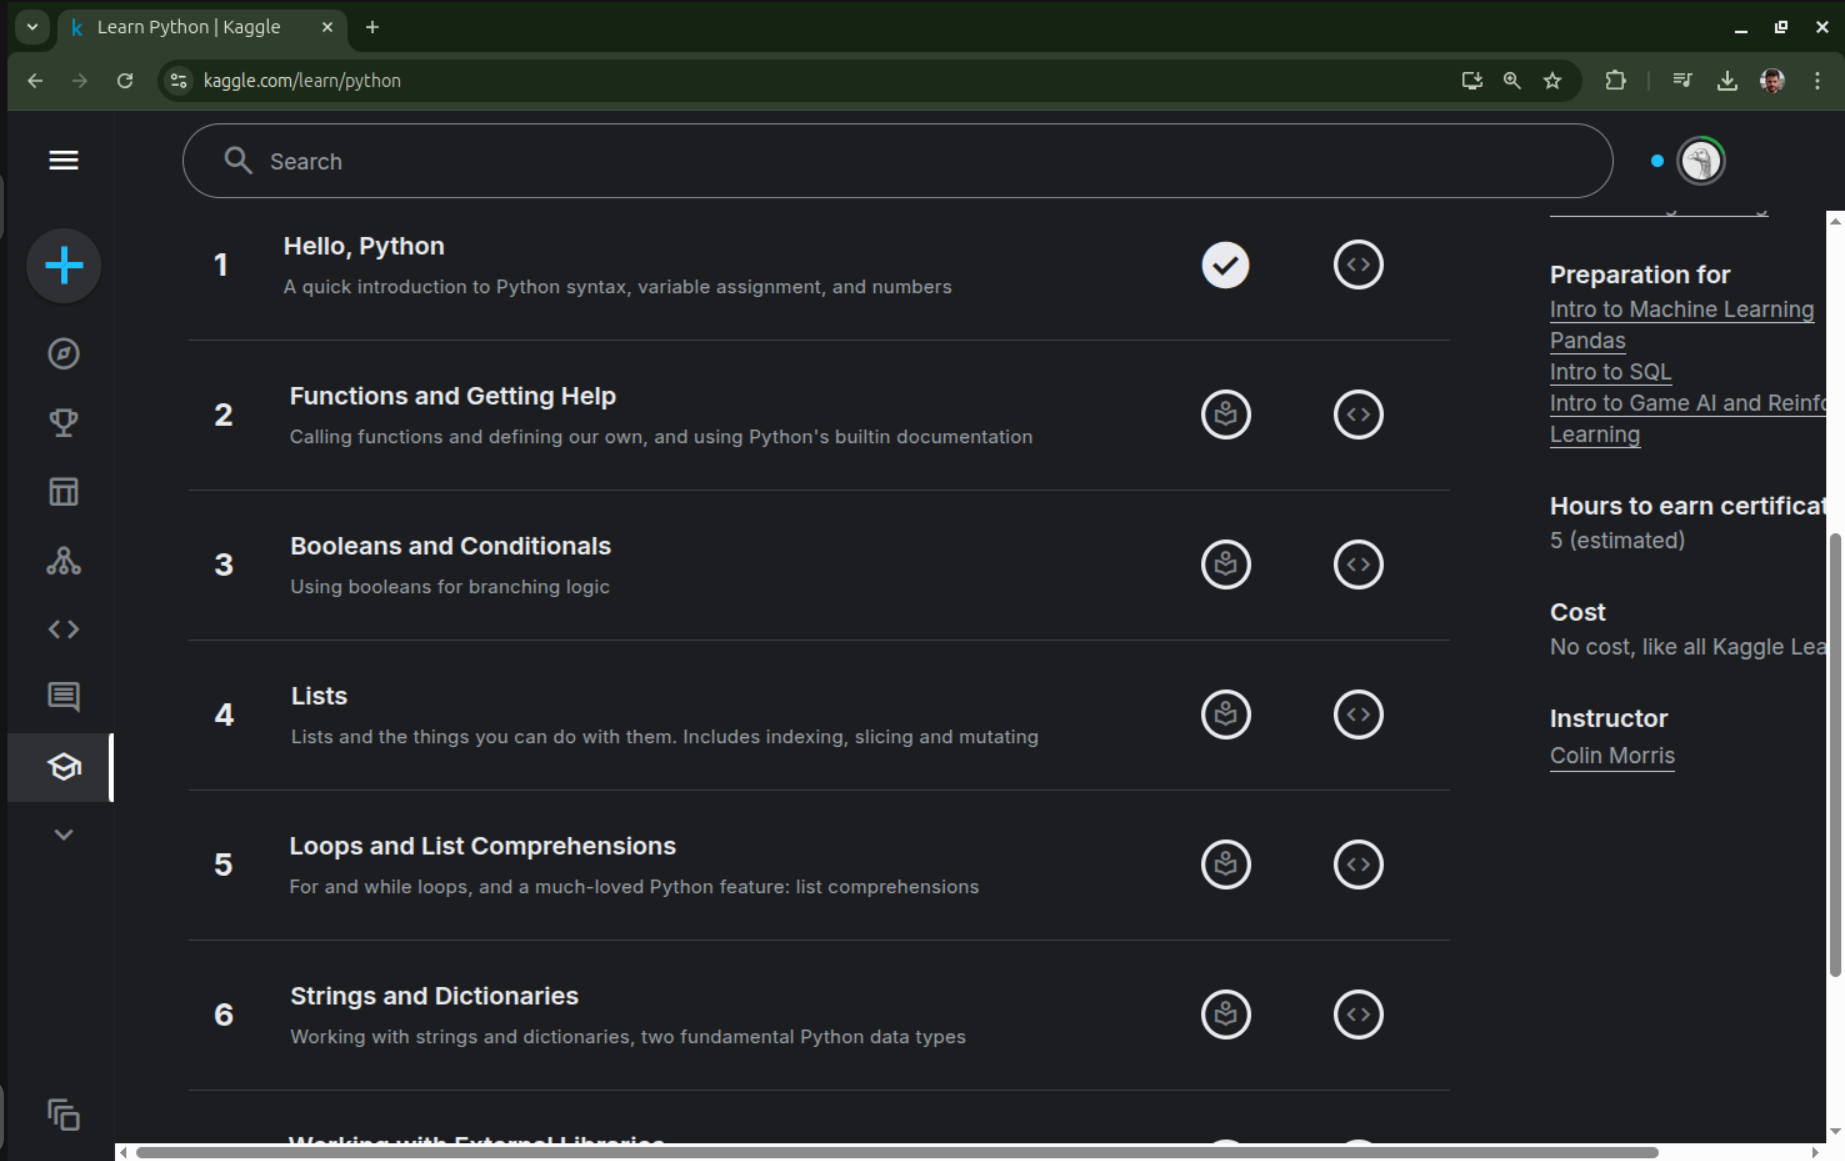 Learn Python | Kaggle
kaggle.com/learn/python
Search
1
Hello, Python
A quick introduction to Python syntax, variable assignment, and numbers
2
Functions and Getting Help
Calling functions and defining our own, and using Python's builtin documentation
3
Booleans and Conditionals
Using booleans for branching logic
4
Lists
Lists and the things you can do with them. Includes indexing, slicing and mutating
5
Loops and List Comprehensions
For and while loops, and a much-loved Python feature: list comprehensions
6
Strings and Dictionaries
Working with strings and dictionaries, two fundamental Python data types
Working with External Libraries
Preparation for
Intro to Machine Learning
Pandas
Intro to SQL
Intro to Game AI and Reinfo
Learning
Hours to earn certificat
5 (estimated)
Cost
No cost, like all Kaggle Lea
Instructor
Colin Morris